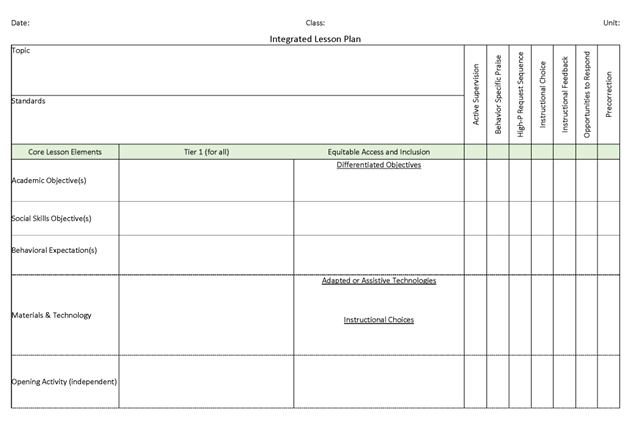 Date: Class: Unit:
Integrated Lesson Plan
Topic
Standards
Active Supervision
Behavior Specific Praise
High-P Request Sequence
Instructional Choice
Instructional Feedback
Opportunities to Respond
Precorrection
Core Lesson Elements Tier 1 (for all) Equitable Access and Inclusion
Differentiated Objectives
Academic Objective(s)
Social Skills Objective(s)
Behavioral Expectation(s)
Adapted or Assistive Technologies
Materials & Technology
Instructional Choices
Opening Activity (independent)